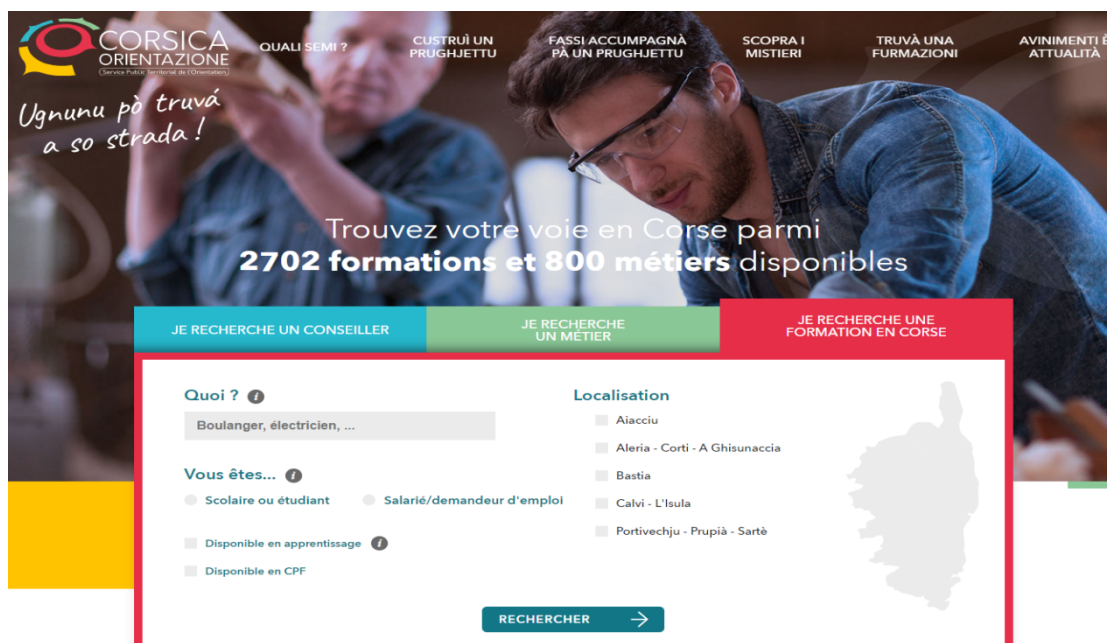 CORSICA
ORIENTAZIONE
(Service Public Territorial de l'Orientation)
QUALI SEMI ?
CUSTRUÌ UN
PRUGHJETTU
FASSI ACCUMPAGNÀ
PÀ UN PRUGHJETTU
SCOPRA I
MISTIERI
TRUVÀ UNA
FURMAZIONI
AVINIMENTI È
ATTUALITÀ
Ugnunu pò truvá
a so strada !
Trouvez votre voie en Corse parmi
2702 formations et 800 métiers disponibles
JE RECHERCHE UN CONSEILLER
JE RECHERCHE
UN MÉTIER
JE RECHERCHE UNE
FORMATION EN CORSE
Quoi ?
Boulanger, électricien, ...
Vous êtes...
Scolaire ou étudiant
Salarié/demandeur d'emploi
Disponible en apprentissage
Disponible en CPF
Localisation
Aiacciu
Aleria - Corti - A Ghisunaccia
Bastia
Calvi - L'Isula
Portivechju - Prupià - Sartè
RECHERCHER